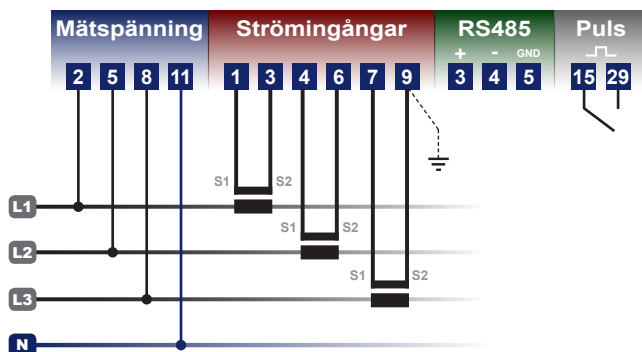 Mätspänning Strömingångar RS485 Puls
+ - GND
2 5 8 11 1 3 4 6 7 9 3 4 5 15 29
S1 S2
L1
S1 S2
L2
S1 S2
L3
N